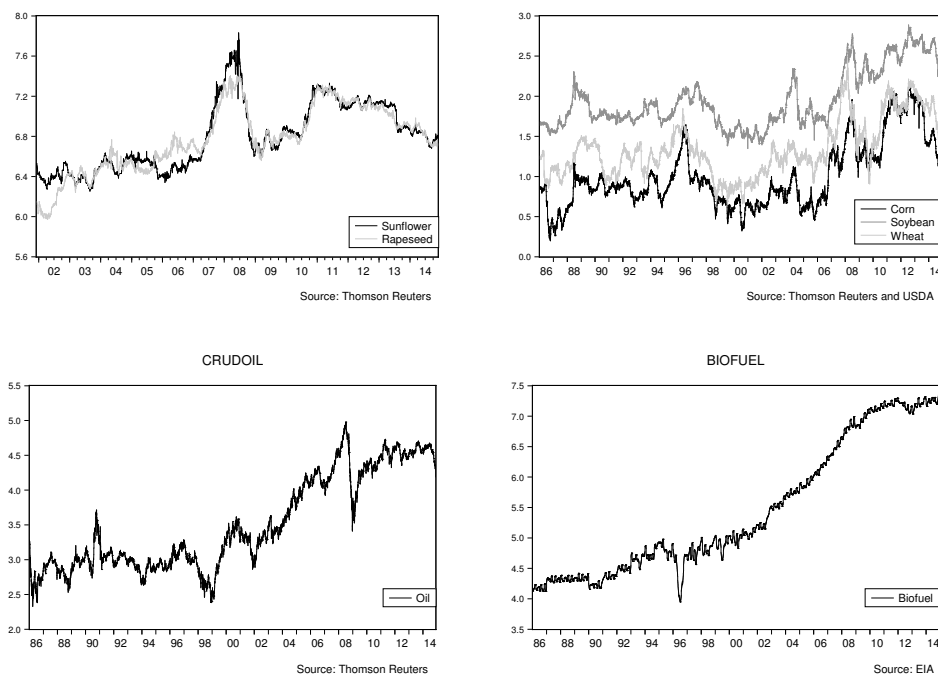 8.0
7.6
7.2
6.8
6.4
6.0
5.6
Sunflower
Rapeseed
02 03 04 05 06 07 08 09 10 11 12 13 14
Source: Thomson Reuters
3.0
2.5
2.0
1.5
1.0
0.5
0.0
Corn
Soybean
Wheat
86 88 90 92 94 96 98 00 02 04 06 08 10 12 14
Source: Thomson Reuters and USDA
CRUDOIL
5.5
5.0
4.5
4.0
3.5
3.0
2.5
2.0
Oil
86 88 90 92 94 96 98 00 02 04 06 08 10 12 14
Source: Thomson Reuters
BIOFUEL
7.5
7.0
6.5
6.0
5.5
5.0
4.5
4.0
3.5
Biofuel
86 88 90 92 94 96 98 00 02 04 06 08 10 12 14
Source: EIA